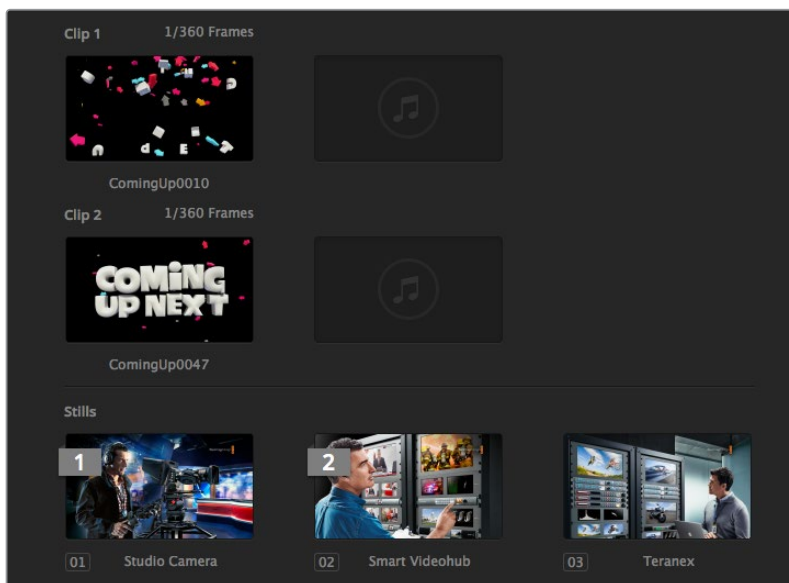 Clip 1 1/360 Frames
ComingUp0010
Clip 2 1/360 Frames
COMING
UP NEXT
ComingUp0047
Stills
1 2
01 Studio Camera 02 Smart Videohub 03 Teranex